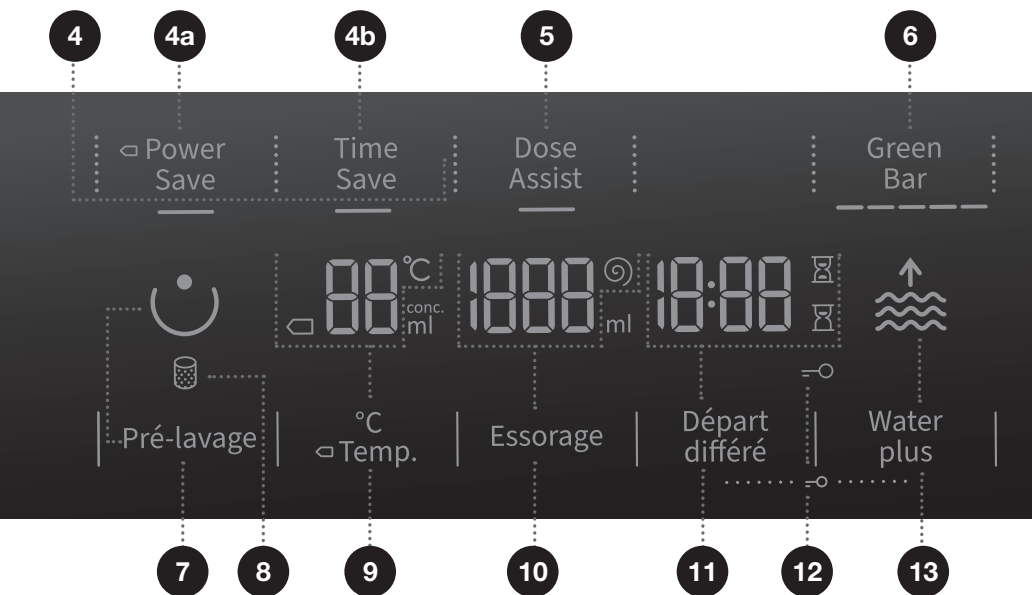 4 4a 4b 5 6
Power Time Dose Green
Save Save Assist Bar
88 °C 1888 18:88
conc.
ml ml
°C Départ Water
Pré-lavage Temp. Essorage différé plus
7 8 9 10 11 12 13